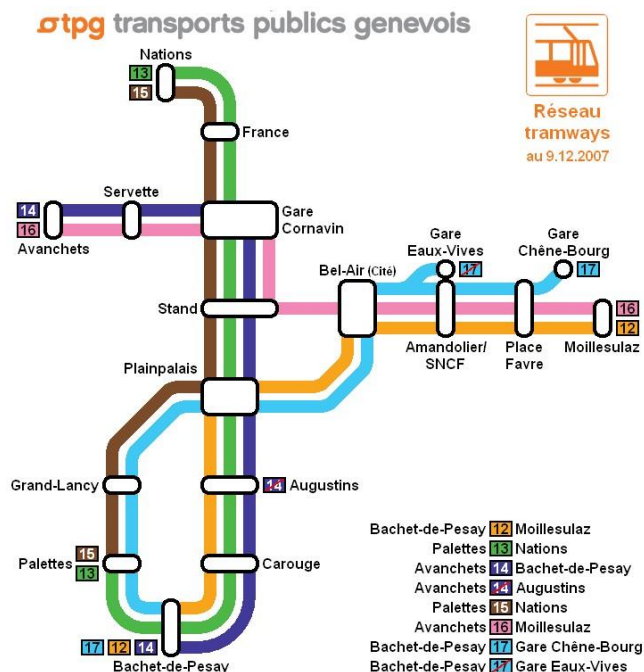 tpg transports publics genevois
Réseau
tramways
au 9.12.2007
Nations
13
15
France
Servette
14
16
Avanchets
Gare
Cornavin
Gare
Eaux-Vives
17
Gare
Chêne-Bourg
17
Bel-Air (Cité)
Stand
16
12
Amandolier/
SNCF
Place
Favre
Moillesulaz
Plainpalais
Grand-Lancy
14 Augustins
15
Palettes
13
Carouge
17 12 14
Bachet-de-Pesay
Bachet-de-Pesay 12 Moillesulaz
Palettes 13 Nations
Avanchets 14 Bachet-de-Pesay
Avanchets 14 Augustins
Palettes 15 Nations
Avanchets 16 Moillesulaz
Bachet-de-Pesay 17 Gare Chêne-Bourg
Bachet-de-Pesay 17 Gare Eaux-Vives